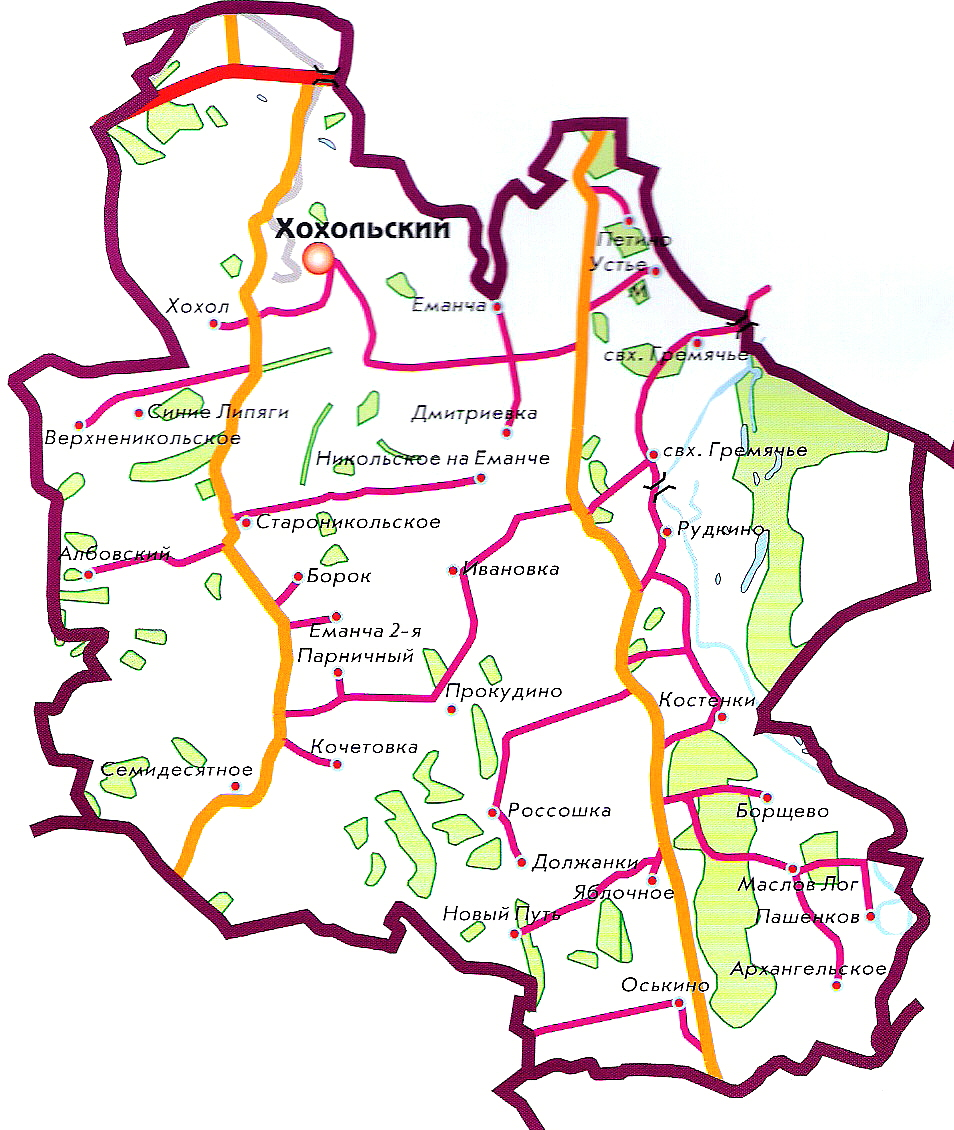 Хохольский
Петино
Устье
Хохол
Еманча
свх. Гремячье
Синие Липяги
Дмитриевка
Верхненикольское
свх. Гремячье
Никольское на Еманче
Староникольское
Рудкино
Албовский
Ивановка
Борок
Еманча 2-я
Парничный
Прокудино
Костенки
Кочетовка
Семидесятное
Россошка
Борщево
Должанки
Яблочное
Маслов Лог
Новый Путь
Пашенков
Архангельское
Оськино